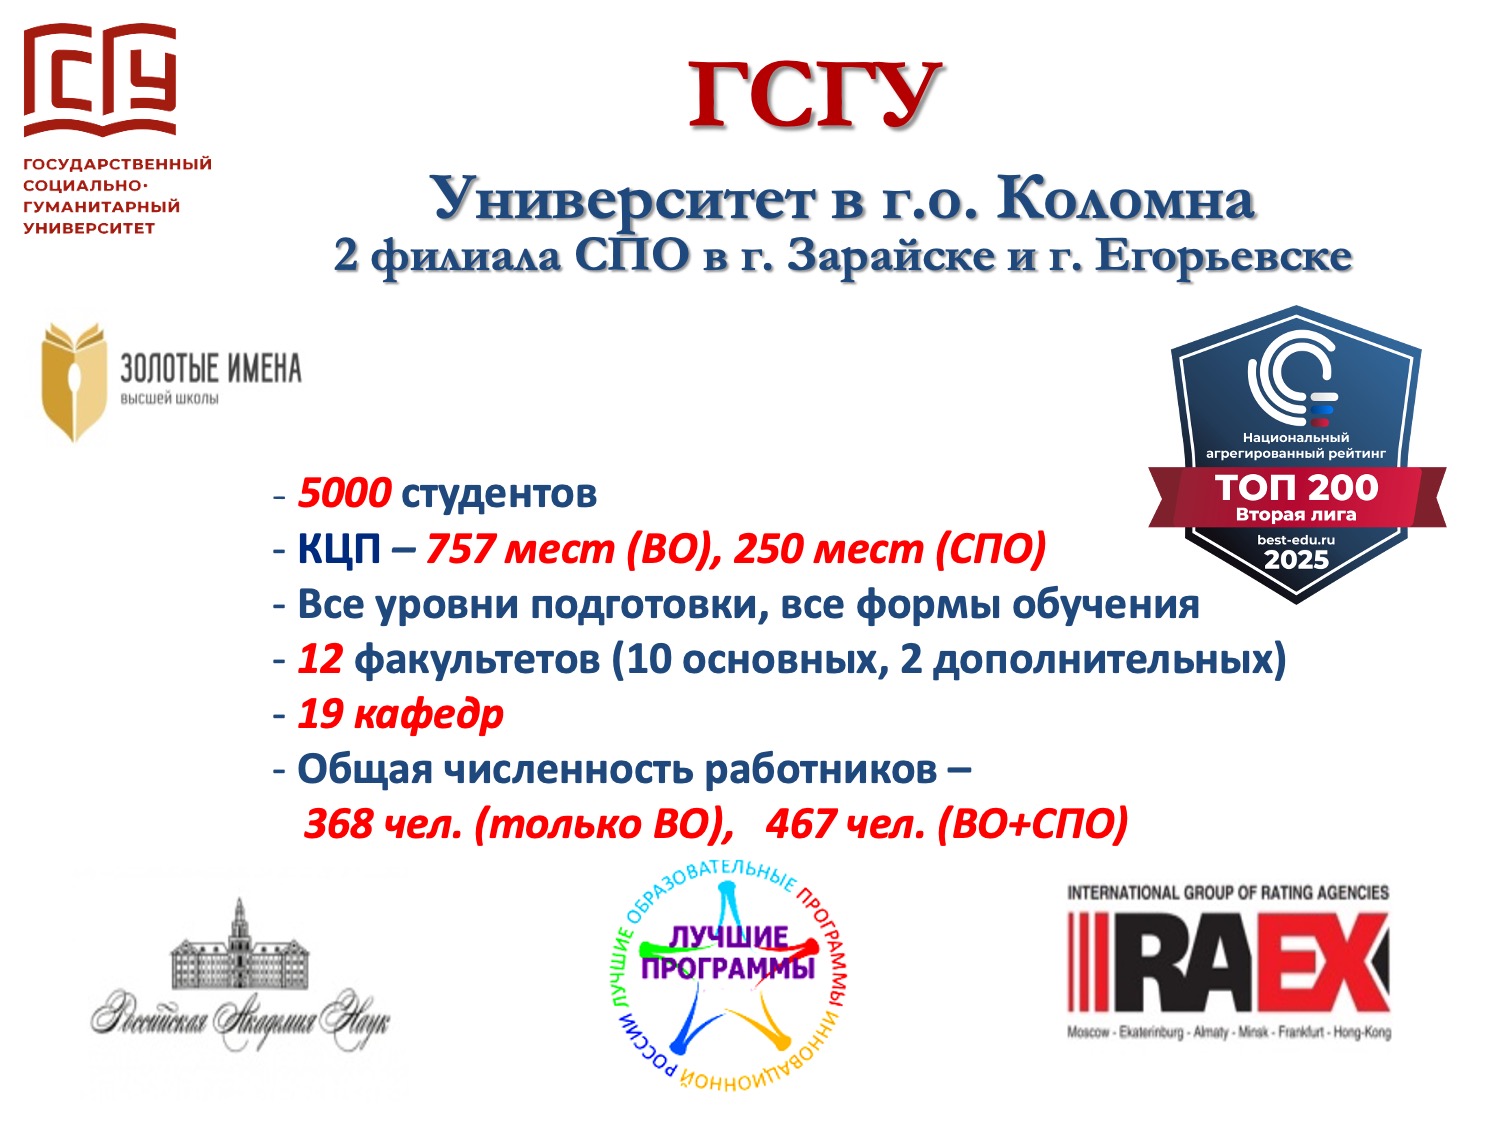 ГСГУ
ГОСУДАРСТВЕННЫЙ
СОЦИАЛЬНО-
ГУМАНИТАРНЫЙ
УНИВЕРСИТЕТ
ГСГУ
Университет в г.о. Коломна
2 филиала СПО в г. Зарайске и г. Егорьевске
ЗОЛОТЫЕ ИМЕНА
ВЫСШЕЙ ШКОЛЫ
Национальный
агрегированный рейтинг
ТОП 200
Вторая лига
best-edu.ru
2025
- 5000 студентов
- КЦП – 757 мест (ВО), 250 мест (СПО)
- Все уровни подготовки, все формы обучения
- 12 факультетов (10 основных, 2 дополнительных)
- 19 кафедр
- Общая численность работников –
368 чел. (только ВО), 467 чел. (ВО+СПО)
Российская Академия Наук
ЛУЧШИЕ ОБРАЗОВАТЕЛЬНЫЕ ПРОГРАММЫ ИННОВАЦИОННОЙ РОССИИ
ЛУЧШИЕ
ПРОГРАММЫ
INTERNATIONAL GROUP OF RATING AGENCIES
RAEX
Moscow - Ekaterinburg - Almaty - Minsk - Frankfurt - Hong-Kong